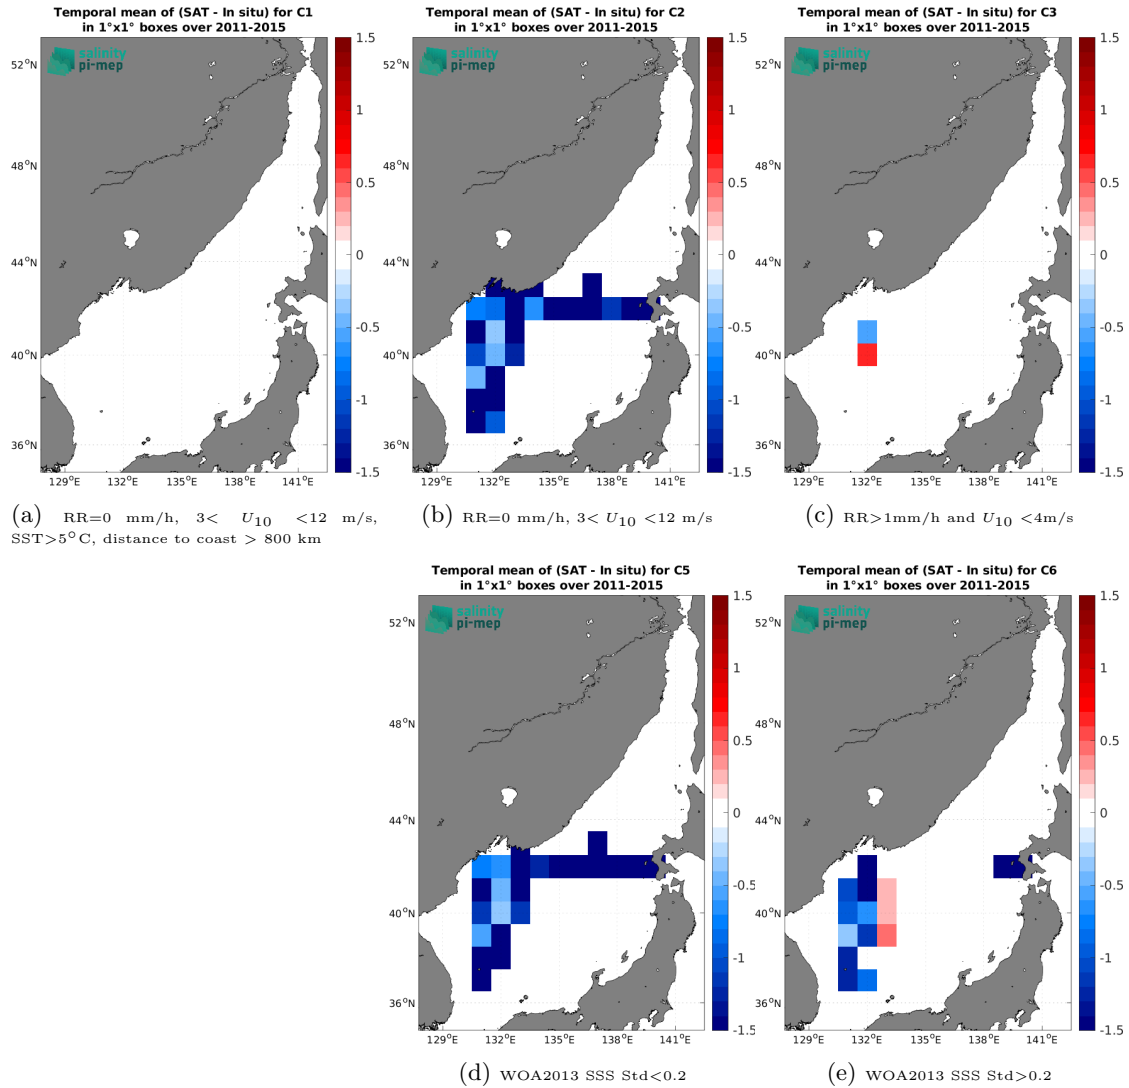 Temporal mean of (SAT - In situ) for C1
in 1°x1° boxes over 2011-2015
salinity
pi-mep
52°N
48°N
44°N
40°N
36°N
129°E 132°E 135°E 138°E 141°E
1.5
1
0.5
0
-0.5
-1
-1.5
(a) RR=0 mm/h, 3< U10 <12 m/s,
SST>5°C, distance to coast > 800 km
Temporal mean of (SAT - In situ) for C2
in 1°x1° boxes over 2011-2015
salinity
pi-mep
52°N
48°N
44°N
40°N
36°N
129°E 132°E 135°E 138°E 141°E
1.5
1
0.5
0
-0.5
-1
-1.5
(b) RR=0 mm/h, 3< U10 <12 m/s
Temporal mean of (SAT - In situ) for C3
in 1°x1° boxes over 2011-2015
salinity
pi-mep
52°N
48°N
44°N
40°N
36°N
129°E 132°E 135°E 138°E 141°E
1.5
1
0.5
0
-0.5
-1
-1.5
(c) RR>1mm/h and U10 <4m/s
Temporal mean of (SAT - In situ) for C5
in 1°x1° boxes over 2011-2015
salinity
pi-mep
52°N
48°N
44°N
40°N
36°N
129°E 132°E 135°E 138°E 141°E
1.5
1
0.5
0
-0.5
-1
-1.5
(d) WOA2013 SSS Std<0.2
Temporal mean of (SAT - In situ) for C6
in 1°x1° boxes over 2011-2015
salinity
pi-mep
52°N
48°N
44°N
40°N
36°N
129°E 132°E 135°E 138°E 141°E
1.5
1
0.5
0
-0.5
-1
-1.5
(e) WOA2013 SSS Std>0.2